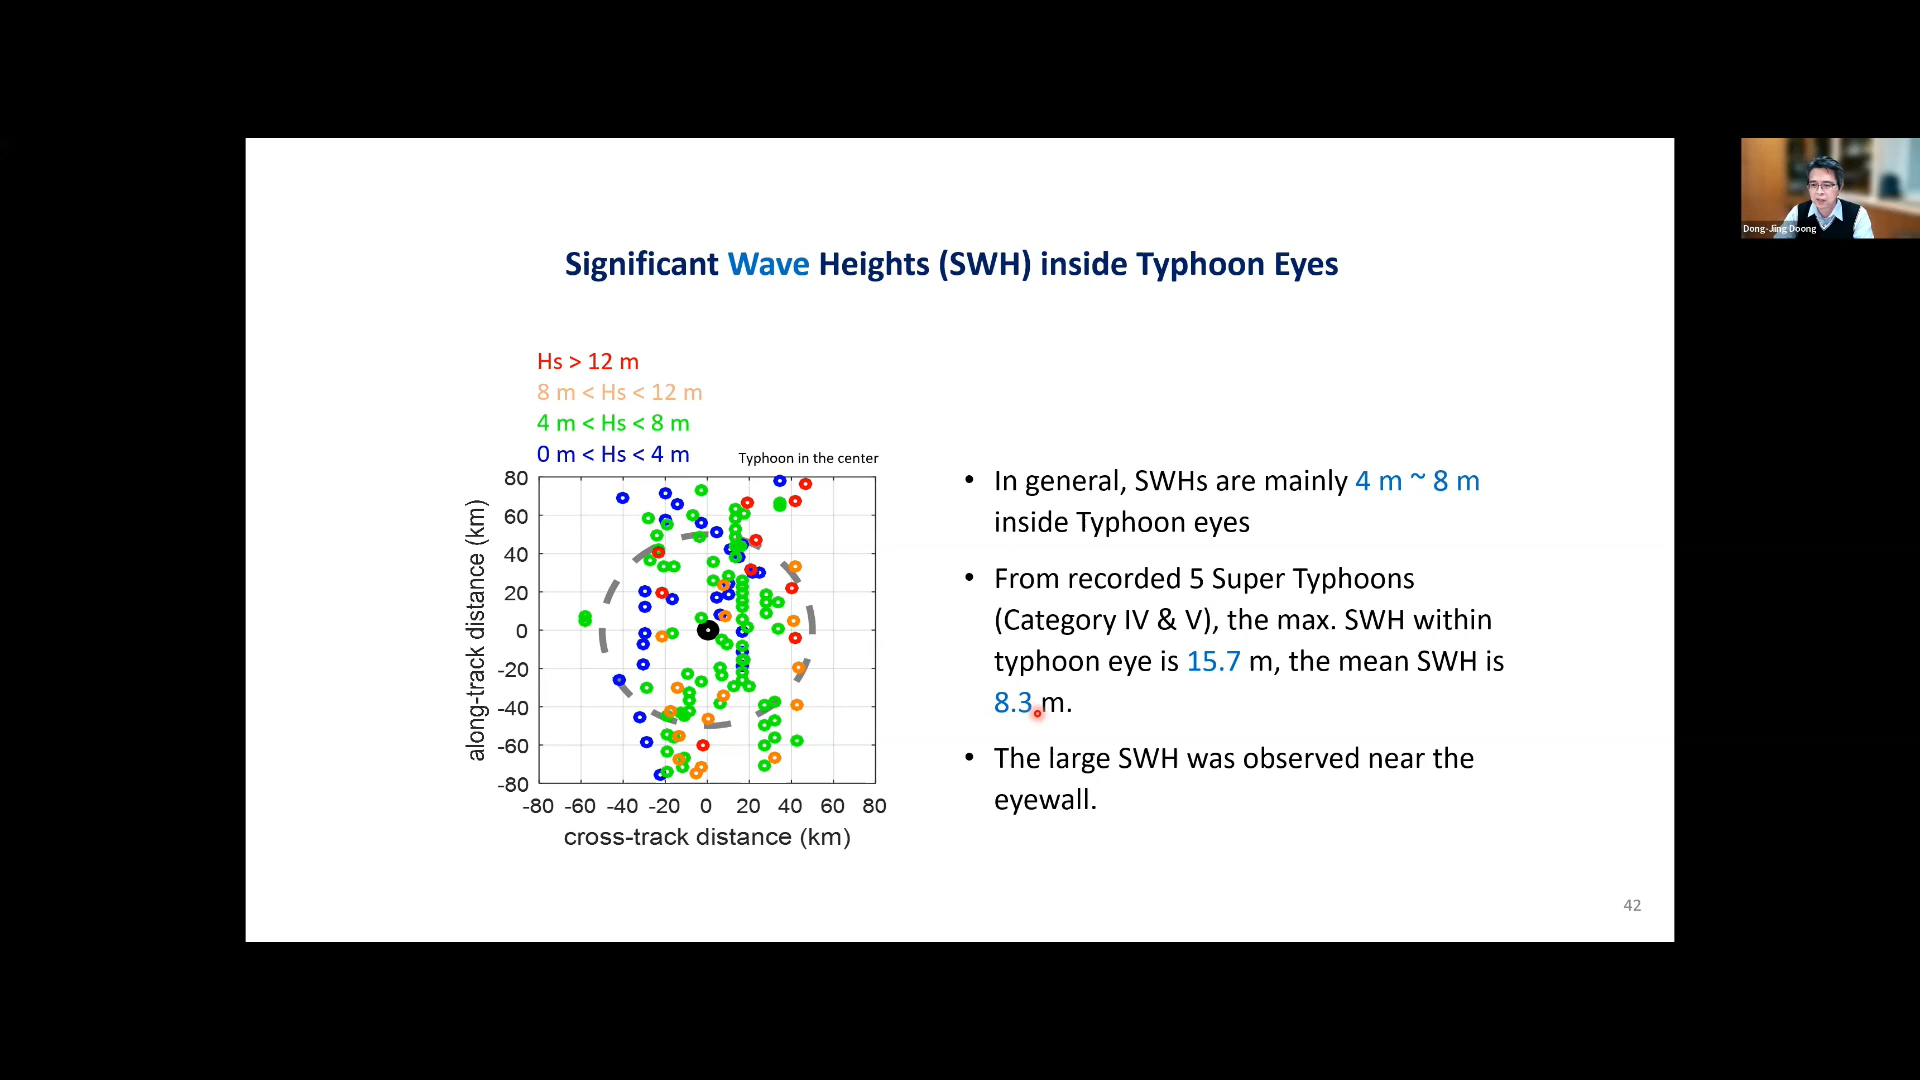 Dong-Jiing Doong
Significant Wave Heights (SWH) inside Typhoon Eyes
Hs > 12 m
8 m < Hs < 12 m
4 m < Hs < 8 m
0 m < Hs < 4 m
Typhoon in the center
80
60
40
20
0
-20
-40
-60
-80
along-track distance (km)
-80 -60 -40 -20 0 20 40 60 80
cross-track distance (km)
• In general, SWHs are mainly 4 m ~ 8 m
inside Typhoon eyes
• From recorded 5 Super Typhoons
(Category IV & V), the max. SWH within
typhoon eye is 15.7 m, the mean SWH is
8.3 m.
• The large SWH was observed near the
eyewall.
42